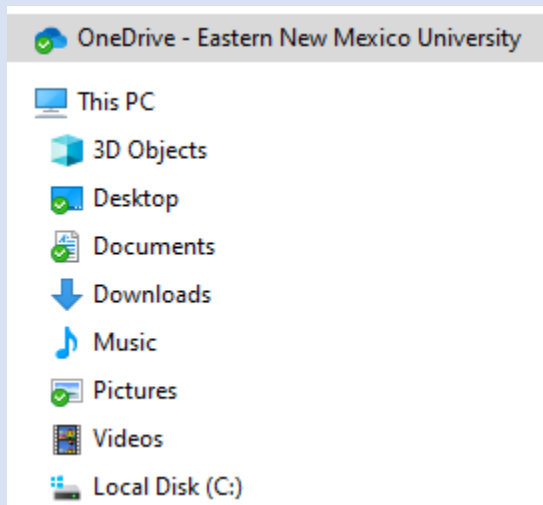 OneDrive - Eastern New Mexico University
This PC
3D Objects
Desktop
Documents
Downloads
Music
Pictures
Videos
Local Disk (C:)